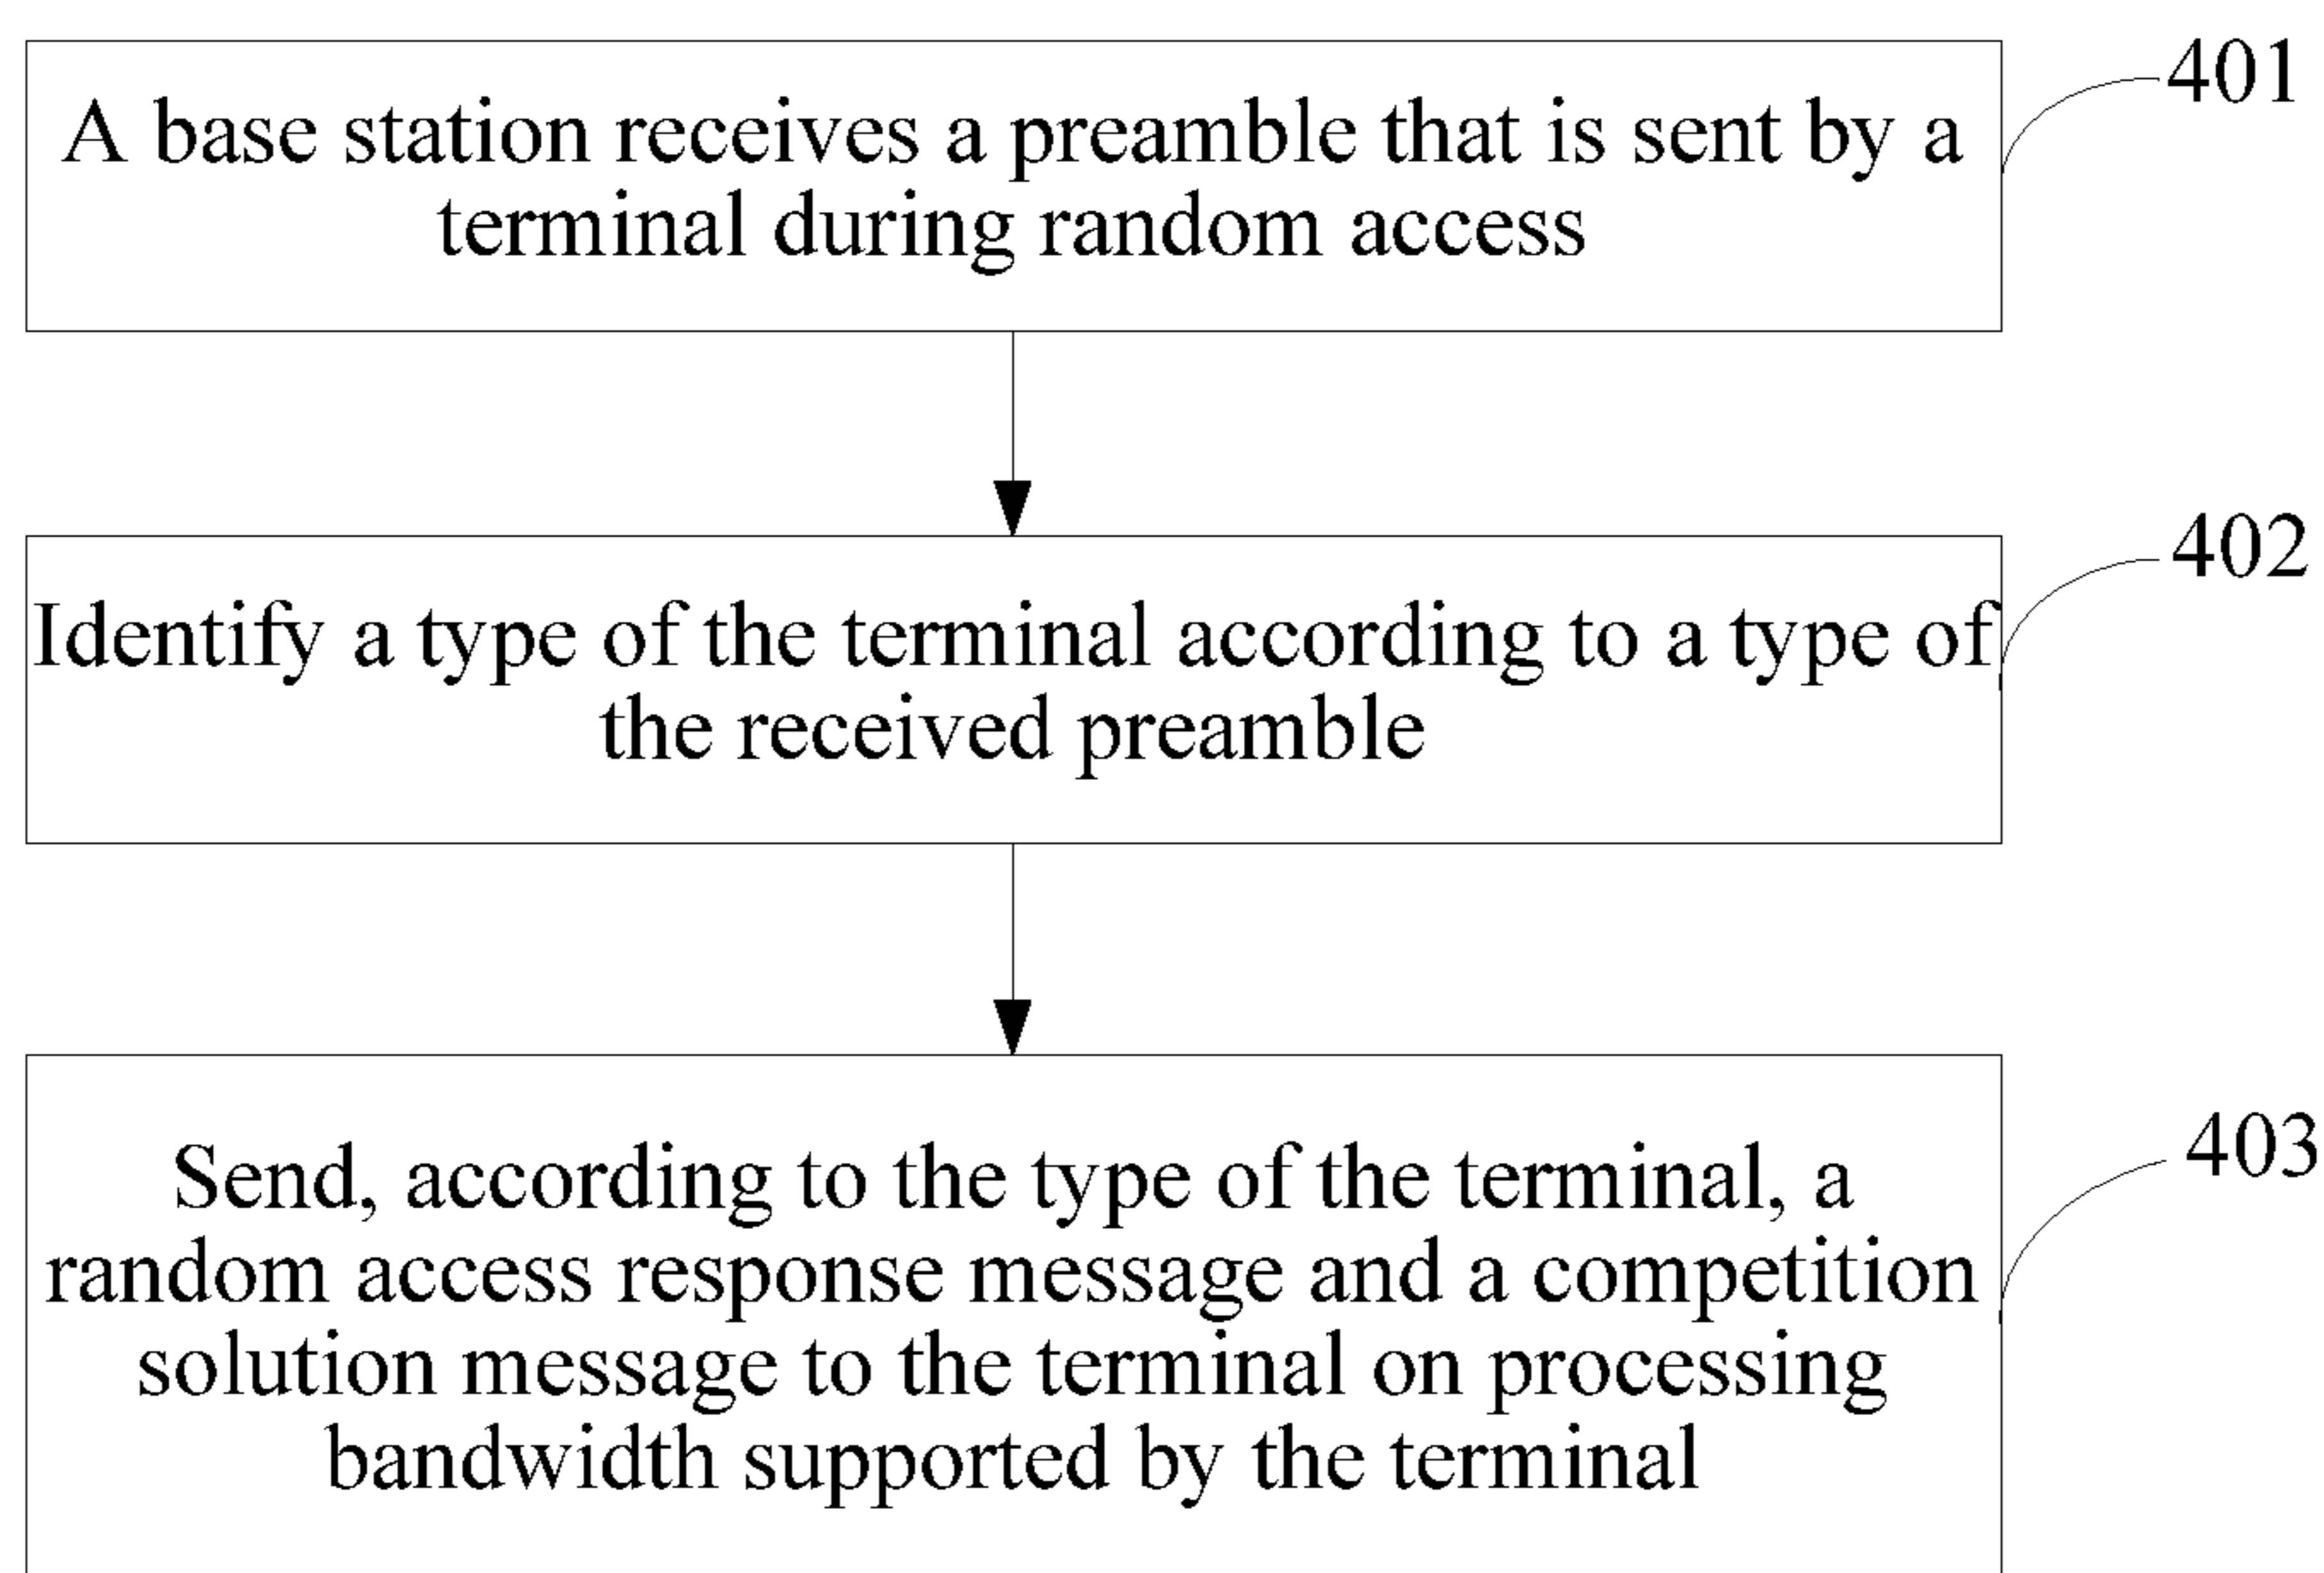 A base station receives a preamble that is sent by a
terminal during random access
401
Identify a type of the terminal according to a type of
the received preamble
402
Send, according to the type of the terminal, a
random access response message and a competition
solution message to the terminal on processing
bandwidth supported by the terminal
403